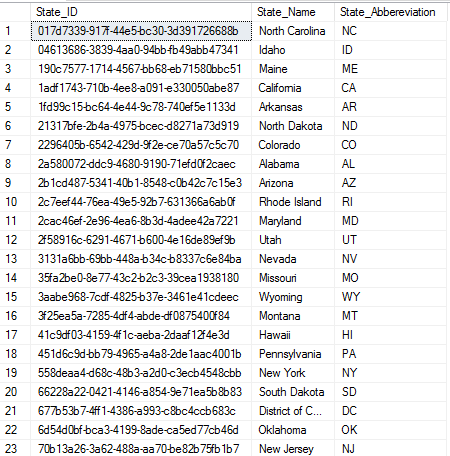 State_ID State_Name State_Abbereviation
1 017d7339-917f-44e5-bc30-3d391726688b North Carolina NC
2 04613686-3839-4aa0-94bb-fb49abb47341 Idaho ID
3 190c7577-1714-4567-bb68-eb71580bbc51 Maine ME
4 1adf1743-710b-4ee8-a091-e330050abe87 California CA
5 1fd99c15-bc64-4e44-9c78-740ef5e1133d Arkansas AR
6 21317bfe-2b4a-4975-bcec-d8271a73d919 North Dakota ND
7 2296405b-6542-429d-9f2e-ce70a57c5c70 Colorado CO
8 2a580072-ddc9-4680-9190-71efd0f2caec Alabama AL
9 2b1cd487-5341-40b1-8548-c0b42c7c15e3 Arizona AZ
10 2c7eef44-76ea-49e5-92b7-631366a6ab0f Rhode Island RI
11 2cac46ef-2e96-4ea6-8b3d-4adee42a7221 Maryland MD
12 2f58916c-6291-4671-b600-4e16de89ef9b Utah UT
13 3131a6bb-69bb-448a-b34c-b8337c6e84ba Nevada NV
14 35fa2be0-8e77-43c2-b2c3-39cea1938180 Missouri MO
15 3aabe968-7cdf-4825-b37e-3461e41cdeec Wyoming WY
16 3f25ea5a-7285-4df4-abde-df0875400f84 Montana MT
17 41c9df03-4159-4f1c-aeba-2daaf12f4e3d Hawaii HI
18 451d6c9d-bb79-4965-a4a8-2de1aac4001b Pennsylvania PA
19 558deaa4-d68c-48b3-a2d0-c3ecb4548cbb New York NY
20 66228a22-0421-4146-a854-9e71ea5b8b83 South Dakota SD
21 677b53b7-4ff1-4386-a993-c8bc4ccb683c District of C... DC
22 6d54d0bf-bca3-4199-8ade-ca5ed77cb46d Oklahoma OK
23 70b13a26-3a62-488a-aa70-be82b75fb1b7 New Jersey NJ